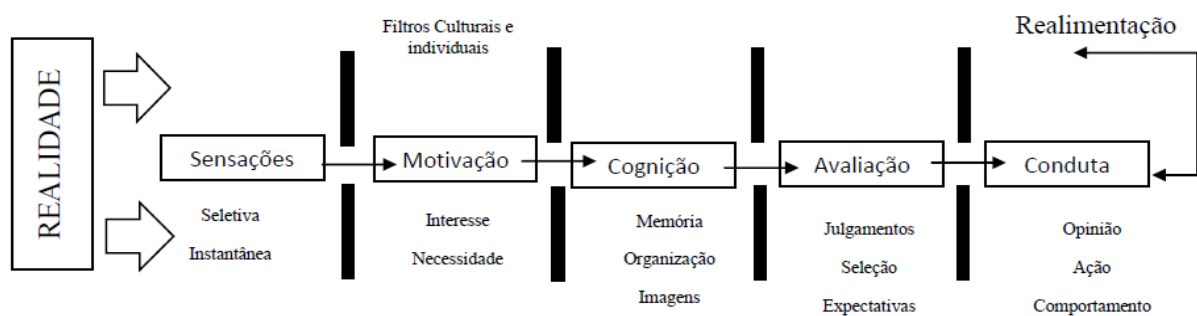 REALIDADE
Filtros Culturais e
individuais
Realimentação
Sensações
Seletiva
Instantânea
Motivação
Interesse
Necessidade
Cognição
Memória
Organização
Imagens
Avaliação
Julgamentos
Seleção
Expectativas
Conduta
Opinião
Ação
Comportamento